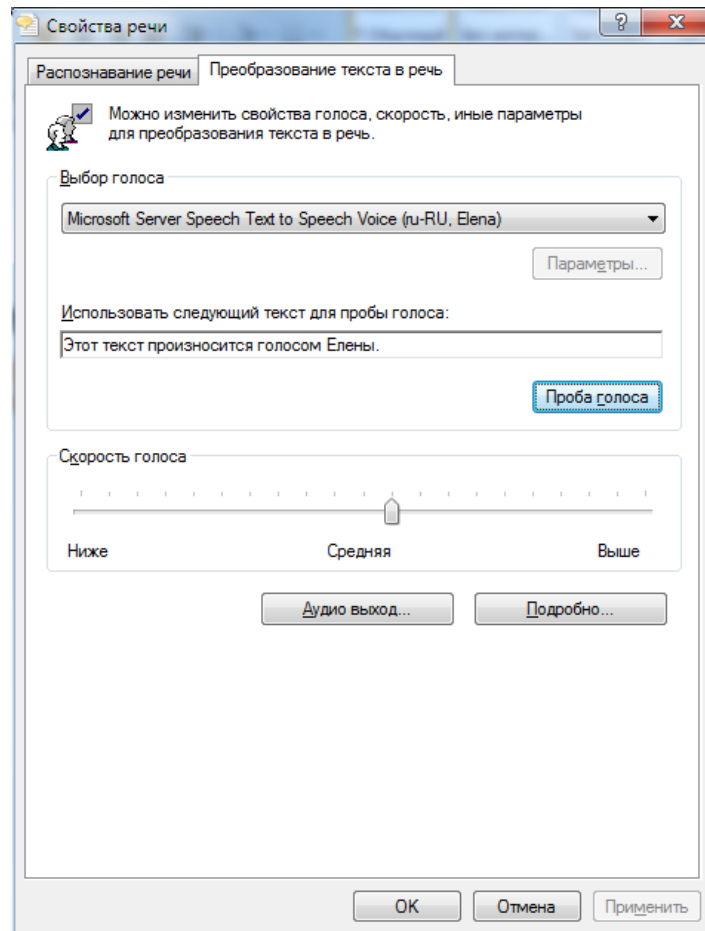 Свойства речи
Распознавание речи
Преобразование текста в речь
Можно изменить свойства голоса, скорость, иные параметры
для преобразования текста в речь.
Выбор голоса
Microsoft Server Speech Text to Speech Voice (ru-RU, Elena)
Параметры...
Использовать следующий текст для пробы голоса:
Этот текст произносится голосом Елены.
Проба голоса
Скорость голоса
Ниже Средняя Выше
Аудио выход... Подробно...
OK Отмена Применить